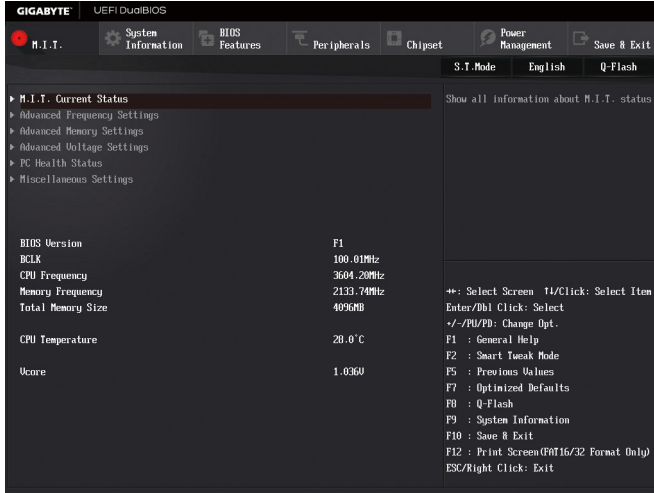 GIGABYTE™ UEFI DualBIOS
M.I.T.
System Information
BIOS Features
Peripherals
Chipset
Power Management
Save & Exit
S.T.Mode English Q-Flash
M.I.T. Current Status
Advanced Frequency Settings
Advanced Memory Settings
Advanced Voltage Settings
PC Health Status
Miscellaneous Settings
Show all information about M.I.T. status
BIOS Version F1
BCLK 100.01MHz
CPU Frequency 3604.20MHz
Memory Frequency 2133.74MHz
Total Memory Size 4096MB
CPU Temperature 28.0°C
Vcore 1.036V
→←: Select Screen ↑↓/Click: Select Item
Enter/Dbl Click: Select
+/-/PU/PD: Change Opt.
F1 : General Help
F2 : Smart Tweak Mode
F5 : Previous Values
F7 : Optimized Defaults
F8 : Q-Flash
F9 : System Information
F10 : Save & Exit
F12 : Print Screen(FAT16/32 Format Only)
ESC/Right Click: Exit